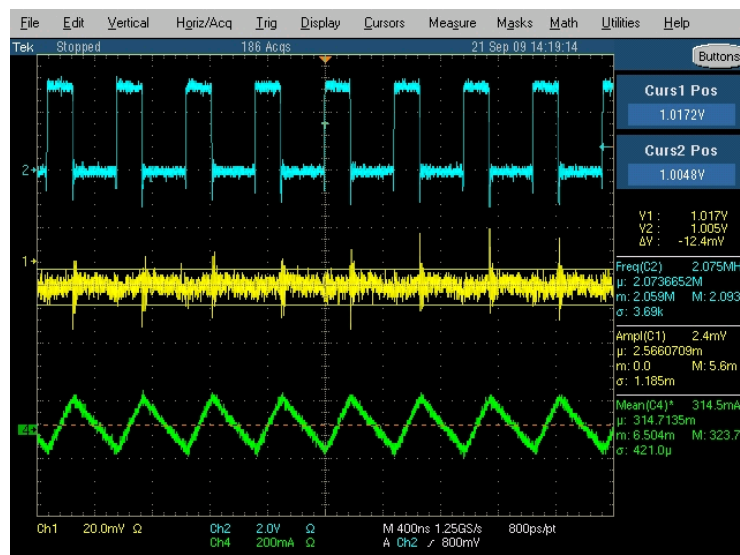 File Edit Vertical Horiz/Acq Trig Display Cursors Measure Masks Math Utilities Help
Tek Stopped 186 Acqs 21 Sep 09 14:19:14
Buttons
Curs1 Pos
1.0172V
Curs2 Pos
1.0048V
V1 : 1.017V
V2 : 1.005V
ΔV : -12.4mV
Freq(C2) 2.075MH
μ: 2.0736652M
m: 2.059M M: 2.093
σ: 3.69k
Ampl(C1) 2.4mV
μ: 2.5660709m
m: 0.0 M: 5.6m
σ: 1.185m
Mean(C4)* 314.5mA
μ: 314.7135m
m: 6.504m M: 323.7
σ: 421.0μ
2
1
4
Ch1 20.0mV Ω Ch2 2.0V Ω M 400ns 1.25GS/s 800ps/pt
Ch4 200mA Ω A Ch2 ∕ 800mV